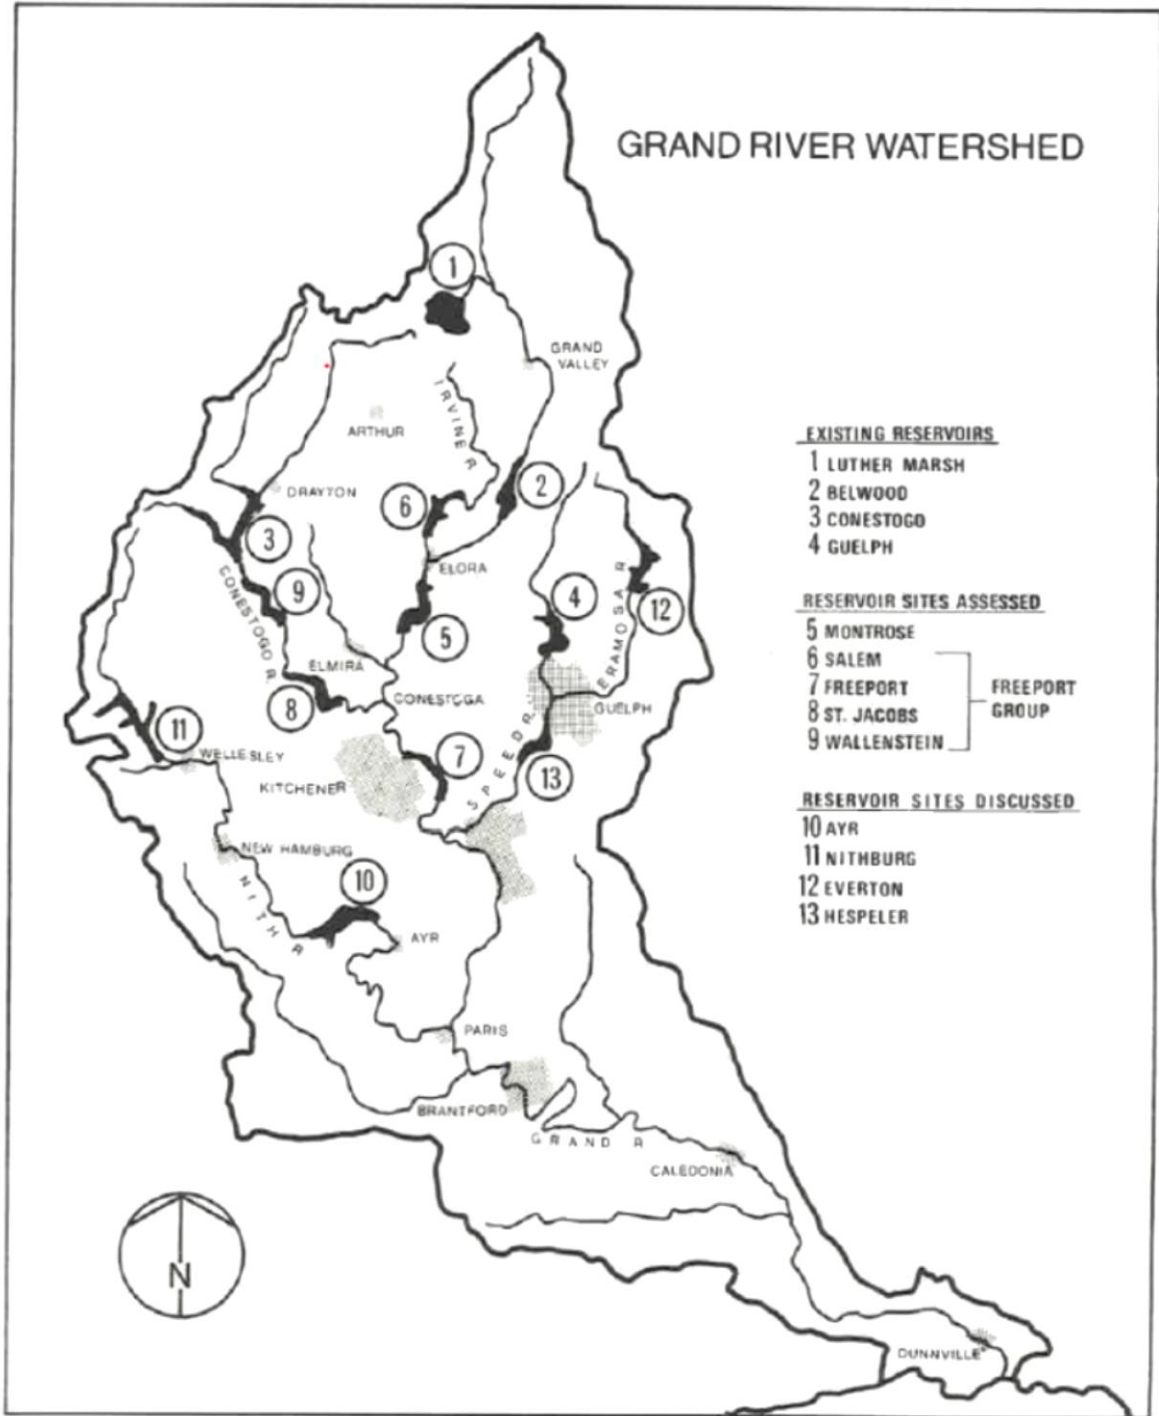 GRAND RIVER WATERSHED
1
GRAND
VALLEY
IRVINE R
ARTHUR
DRAYTON
6
2
3
ELORA
CONESTOGO R.
9
4
12
5
ERAMOSA R
ELMIRA
CONESTOGA
8
GUELPH
11
WELLESLEY
7
SPEED R.
13
KITCHENER
NEW HAMBURG
10
NITH R
AYR
PARIS
BRANTFORD
GRAND R
CALEDONIA
DUNNVILLE
N
EXISTING RESERVOIRS
1 LUTHER MARSH
2 BELWOOD
3 CONESTOGO
4 GUELPH
RESERVOIR SITES ASSESSED
5 MONTROSE
6 SALEM
7 FREEPORT
8 ST. JACOBS
9 WALLENSTEIN
FREEPORT
GROUP
RESERVOIR SITES DISCUSSED
10 AYR
11 NITHBURG
12 EVERTON
13 HESPELER